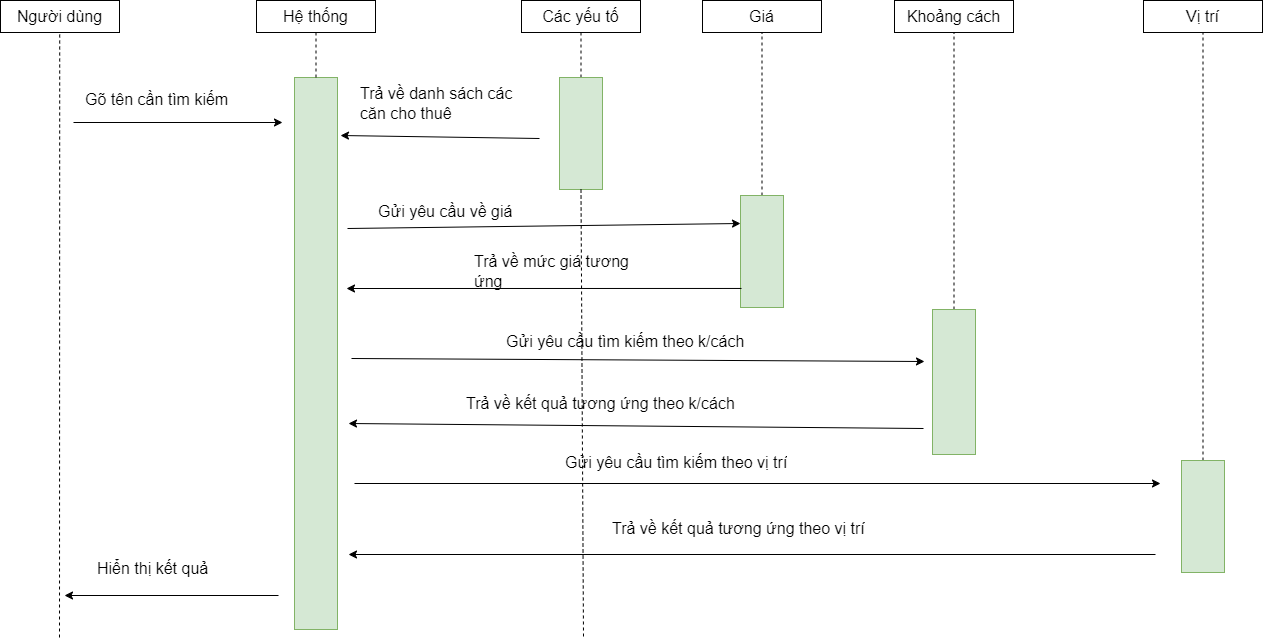 Người dùng
Hệ thống
Các yếu tố
Giá
Khoảng cách
Vị trí
Gõ tên cần tìm kiếm
Trả về danh sách các
căn cho thuê
Gửi yêu cầu về giá
Trả về mức giá tương
ứng
Gửi yêu cầu tìm kiếm theo k/cách
Trả về kết quả tương ứng theo k/cách
Gửi yêu cầu tìm kiếm theo vị trí
Trả về kết quả tương ứng theo vị trí
Hiển thị kết quả